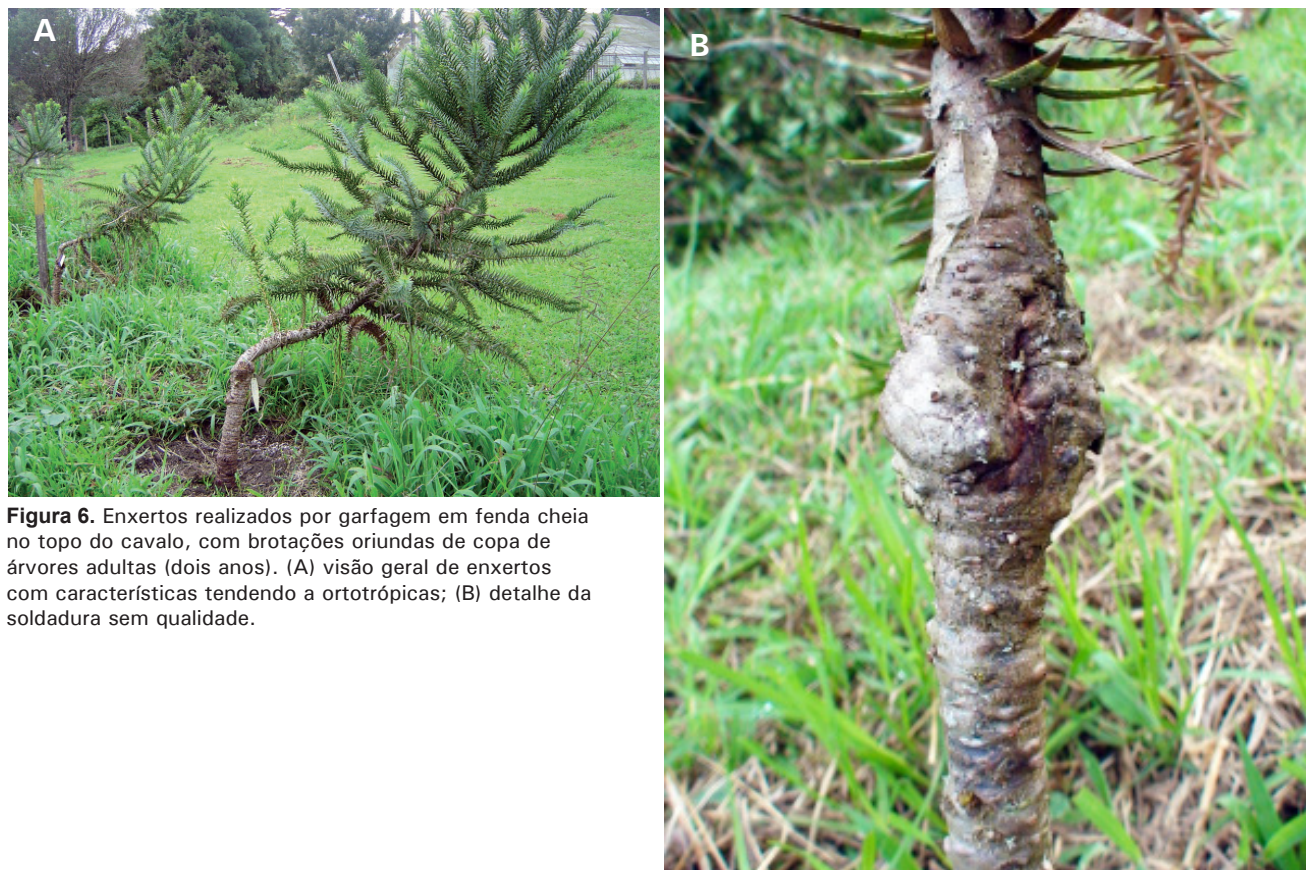 A
B
Figura 6. Enxertos realizados por garfagem em fenda cheia
no topo do cavalo, com brotações oriundas de copa de
árvores adultas (dois anos). (A) visão geral de enxertos
com características tendendo a ortotrópicas; (B) detalhe da
soldadura sem qualidade.